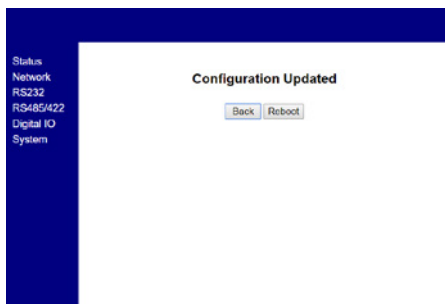 Status
Network
RS232
RS485/422
Digital IO
System
Configuration Updated
Back Reboot